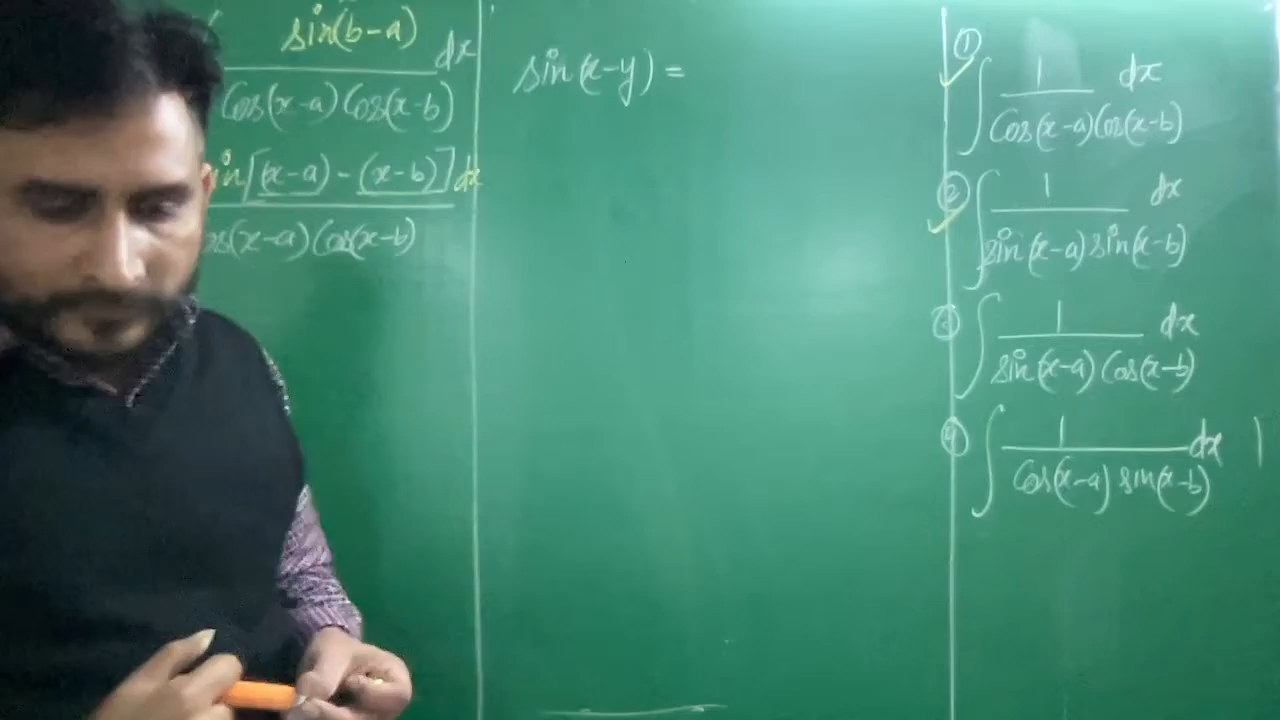 sin(b-a) dx
Cos(x-a) Cos(x-b)
in[(x-a) - (x-b)] dx
os(x-a) Cos(x-b)
sin(x-y) =
① ∫ 1 dx
Cos(x-a) Cos(x-b)
② ∫ 1 dx
sin(x-a) sin(x-b)
③ ∫ 1 dx
sin(x-a) Cos(x-b)
④ ∫ 1 dx
Cos(x-a) sin(x-b)